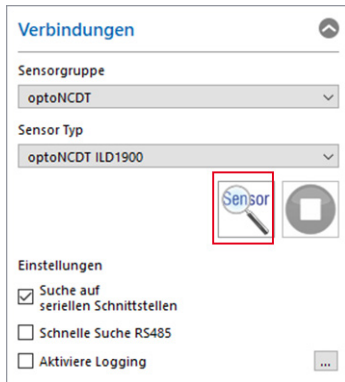 Verbindungen
Sensorgruppe
optoNCDT
Sensor Typ
optoNCDT ILD1900
Sensor
Einstellungen
Suche auf
seriellen Schnittstellen
Schnelle Suche RS485
Aktiviere Logging
...